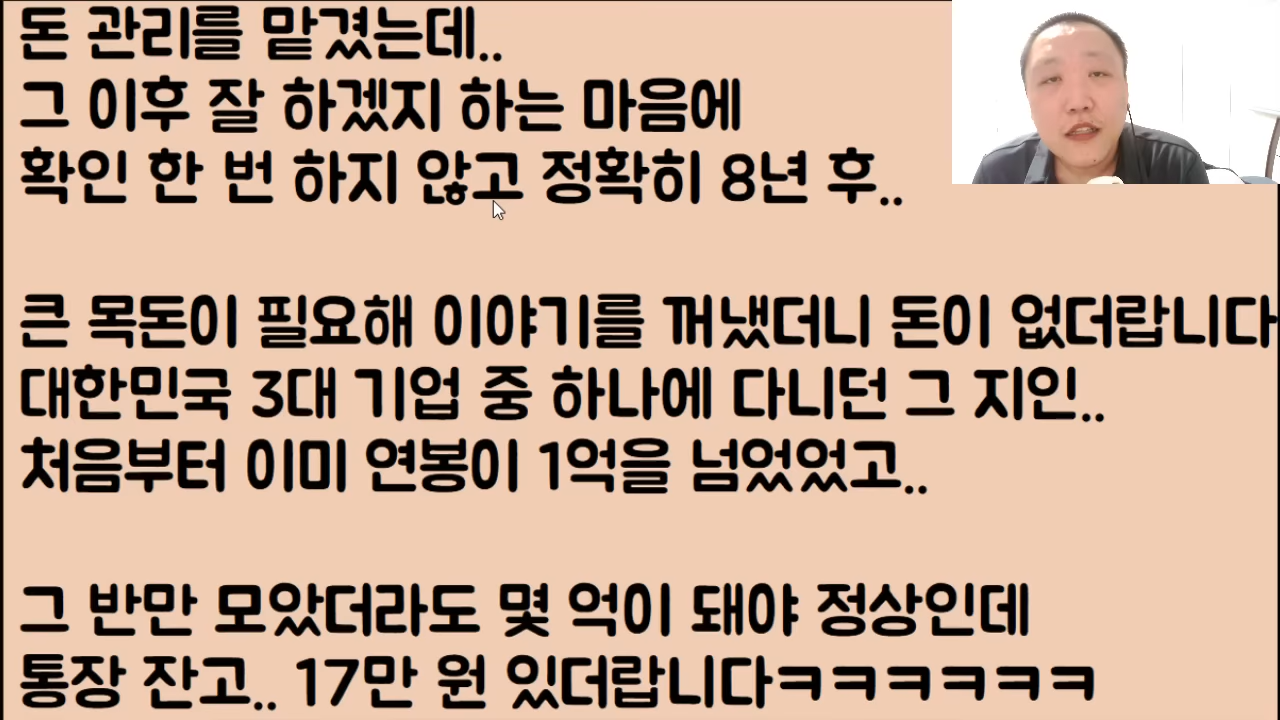 돈 관리를 맡겼는데..
그 이후 잘 하겠지 하는 마음에
확인 한 번 하지 않고 정확히 8년 후..
큰 목돈이 필요해 이야기를 꺼냈더니 돈이 없더랍니다
대한민국 3대 기업 중 하나에 다니던 그 지인..
처음부터 이미 연봉이 1억을 넘었었고..
그 반만 모았더라도 몇 억이 돼야 정상인데
통장 잔고.. 17만 원 있더랍니다ㅋㅋㅋㅋㅋㅋ